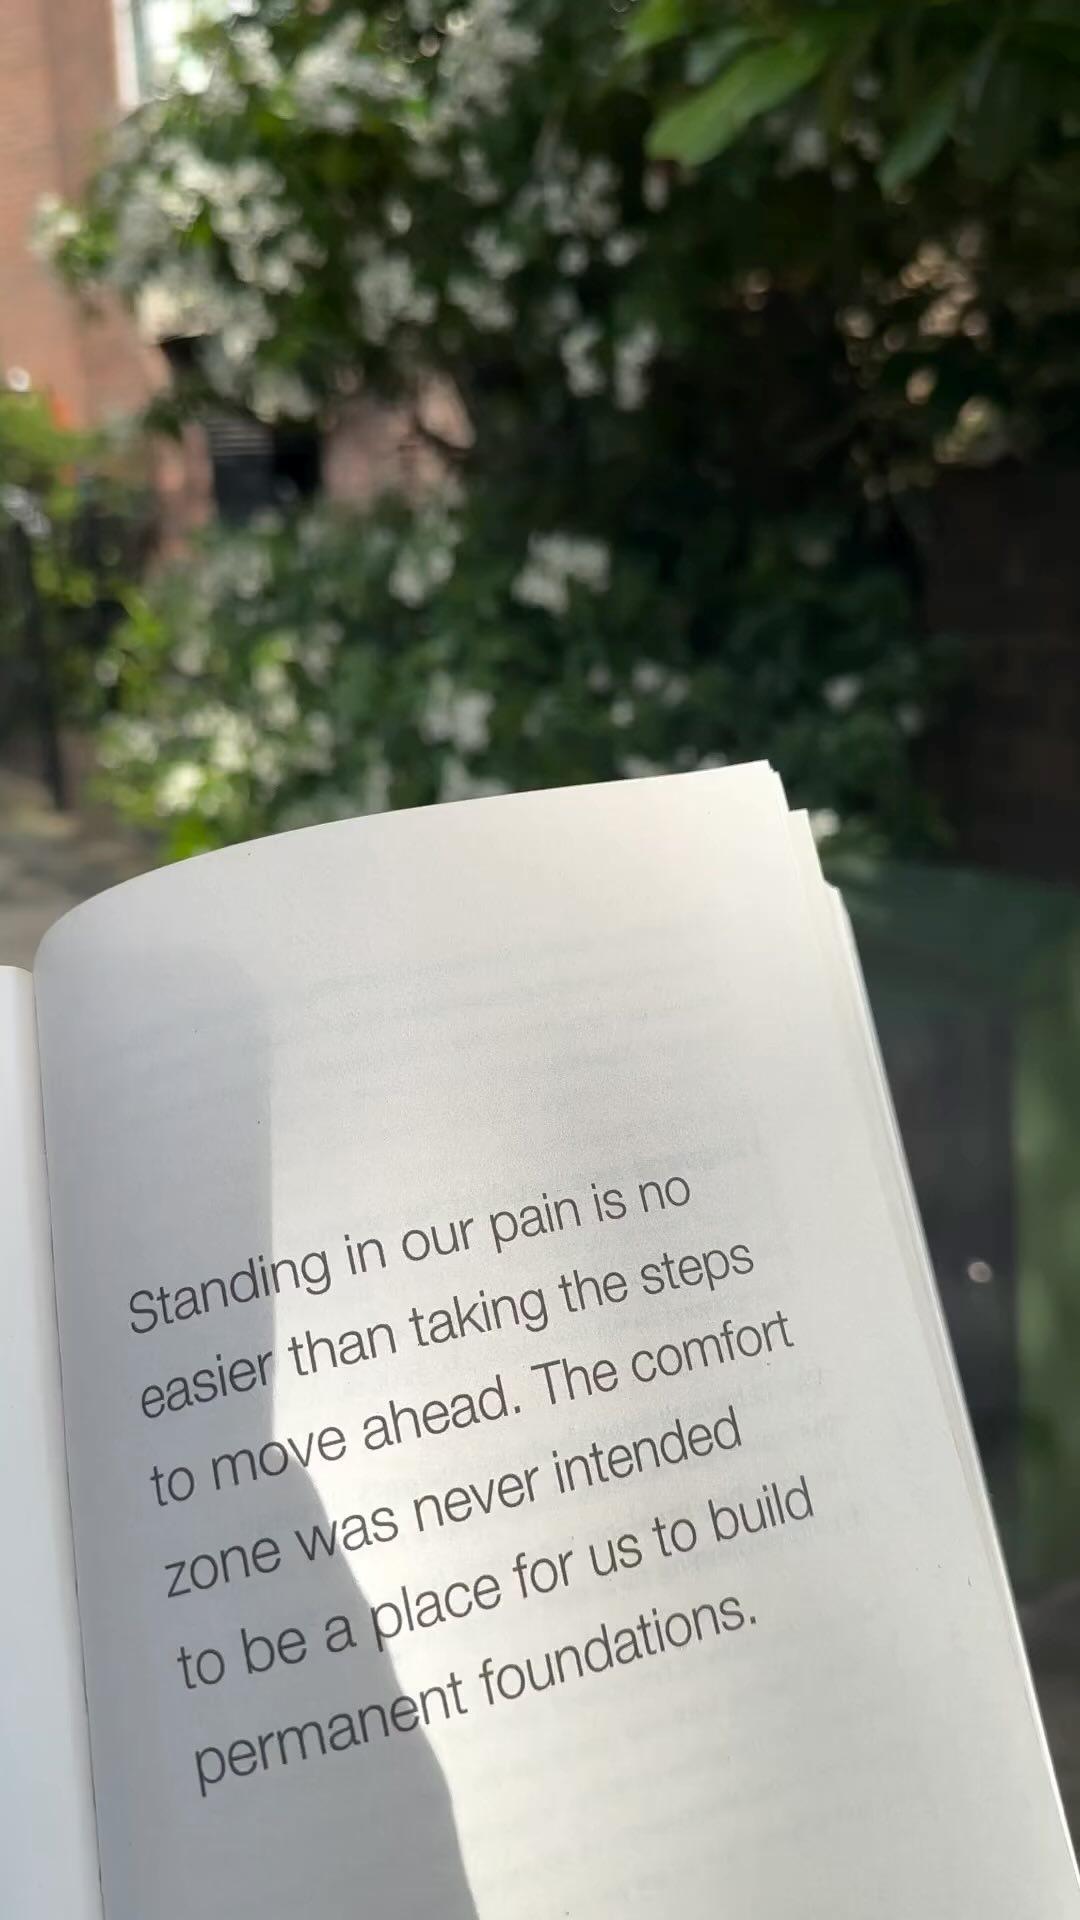 Standing in our pain is no
easier than taking the steps
to move ahead. The comfort
zone was never intended
to be a place for us to build
permanent foundations.